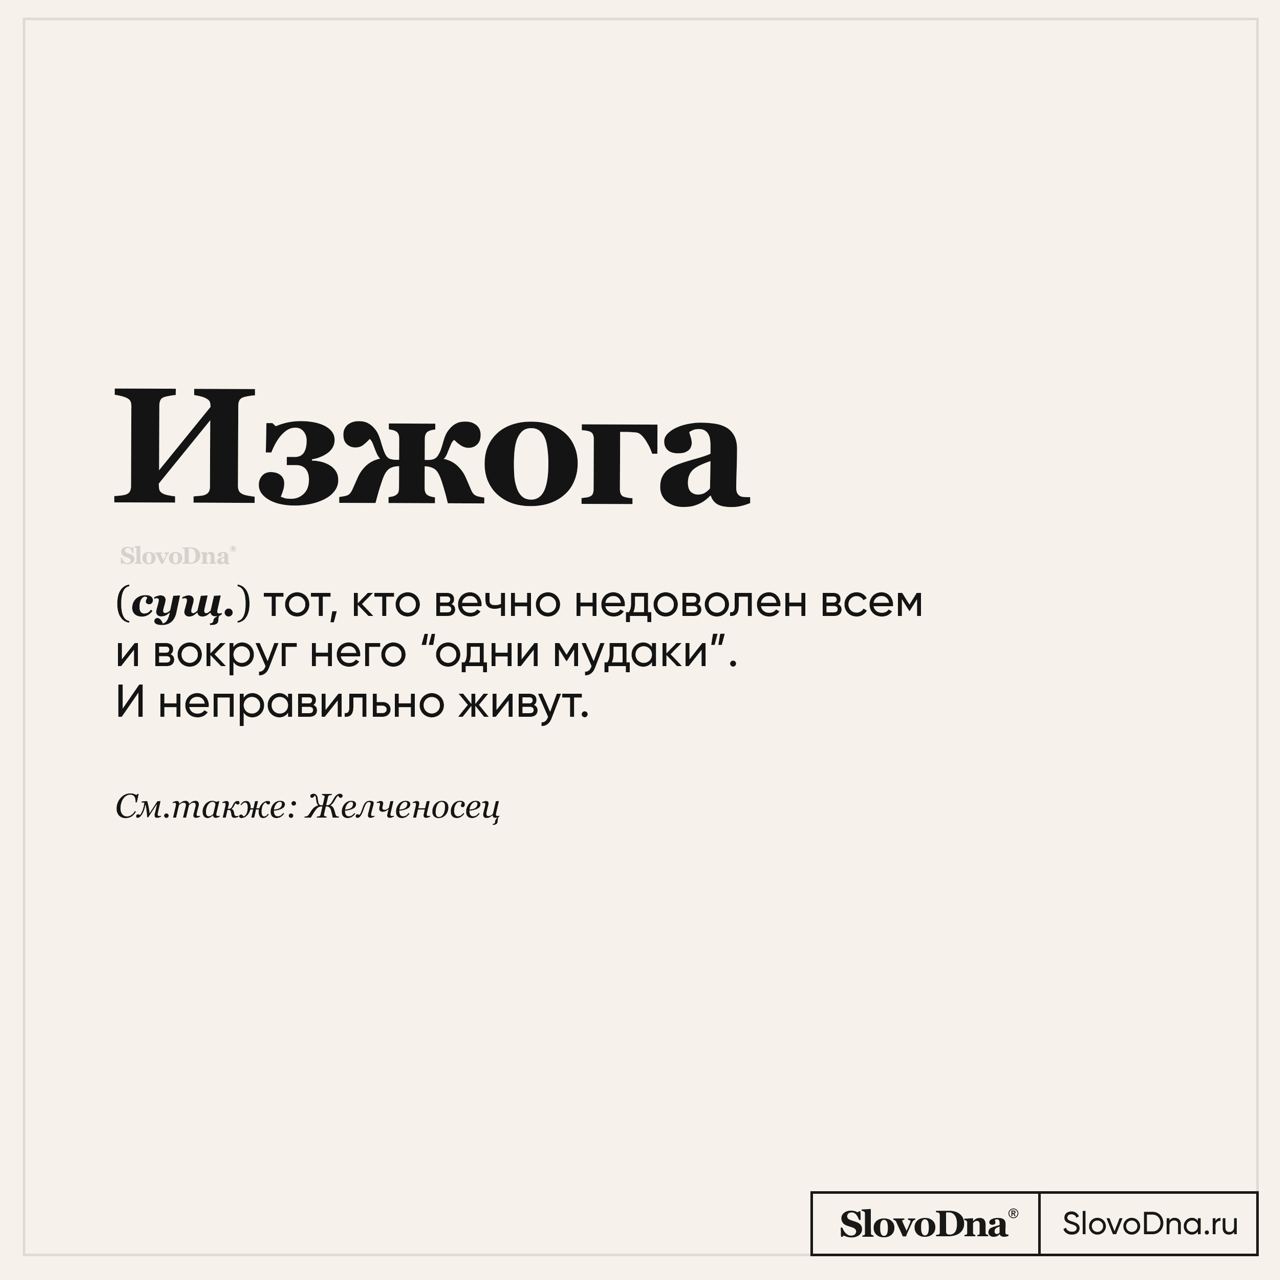 Изжога
SlovoDna®
(сущ.) тот, кто вечно недоволен всем
и вокруг него “одни мудаки”.
И неправильно живут.
См.также: Желченосец
SlovoDna® SlovoDna.ru